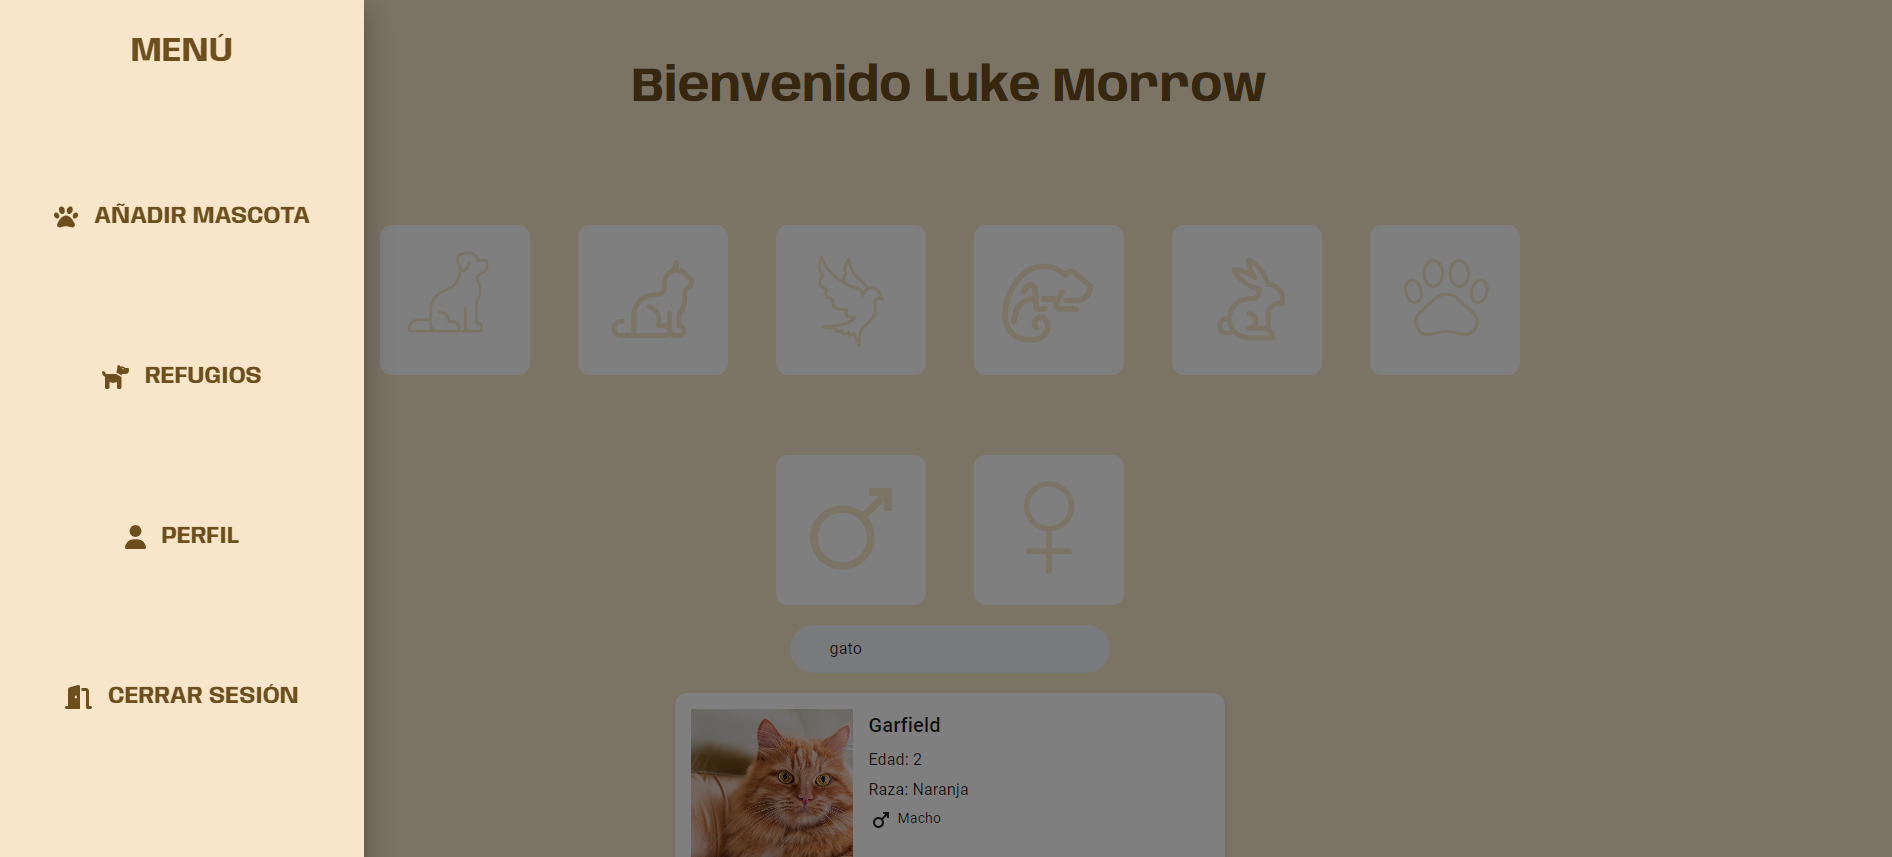 MENÚ
AÑADIR MASCOTA
REFUGIOS
PERFIL
CERRAR SESIÓN
Bienvenido Luke Morrow
gato
Garfield
Edad: 2
Raza: Naranja
Macho